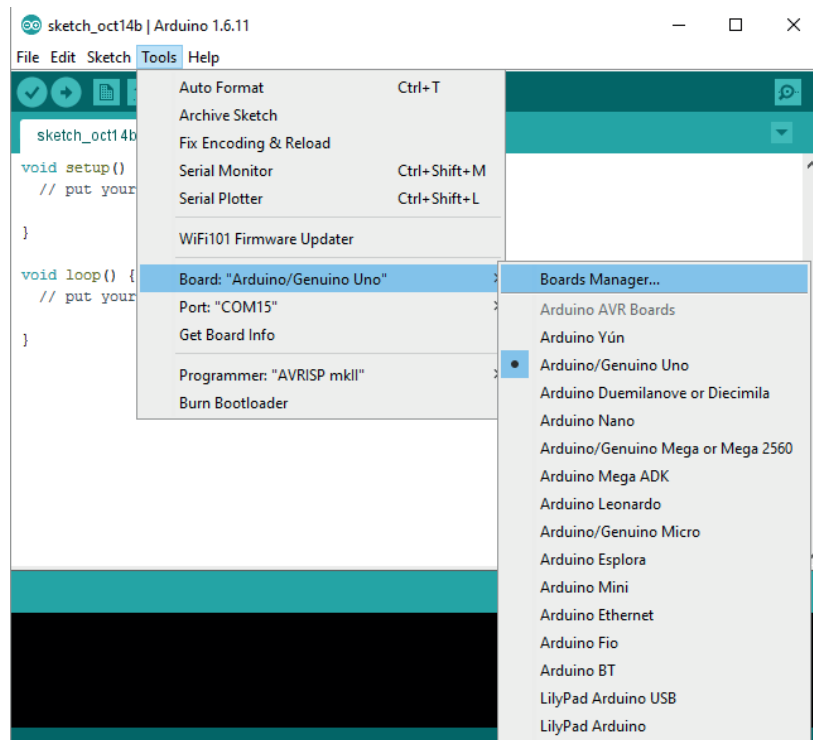 sketch_oct14b | Arduino 1.6.11
File Edit Sketch Tools Help
sketch_oct14b
void setup()
// put your
}
void loop() {
// put your
}
Auto Format Ctrl+T
Archive Sketch
Fix Encoding & Reload
Serial Monitor Ctrl+Shift+M
Serial Plotter Ctrl+Shift+L
WiFi101 Firmware Updater
Board: "Arduino/Genuino Uno"
Port: "COM15"
Get Board Info
Programmer: "AVRISP mkII"
Burn Bootloader
Boards Manager...
Arduino AVR Boards
Arduino Yún
Arduino/Genuino Uno
Arduino Duemilanove or Diecimila
Arduino Nano
Arduino/Genuino Mega or Mega 2560
Arduino Mega ADK
Arduino Leonardo
Arduino/Genuino Micro
Arduino Esplora
Arduino Mini
Arduino Ethernet
Arduino Fio
Arduino BT
LilyPad Arduino USB
LilyPad Arduino